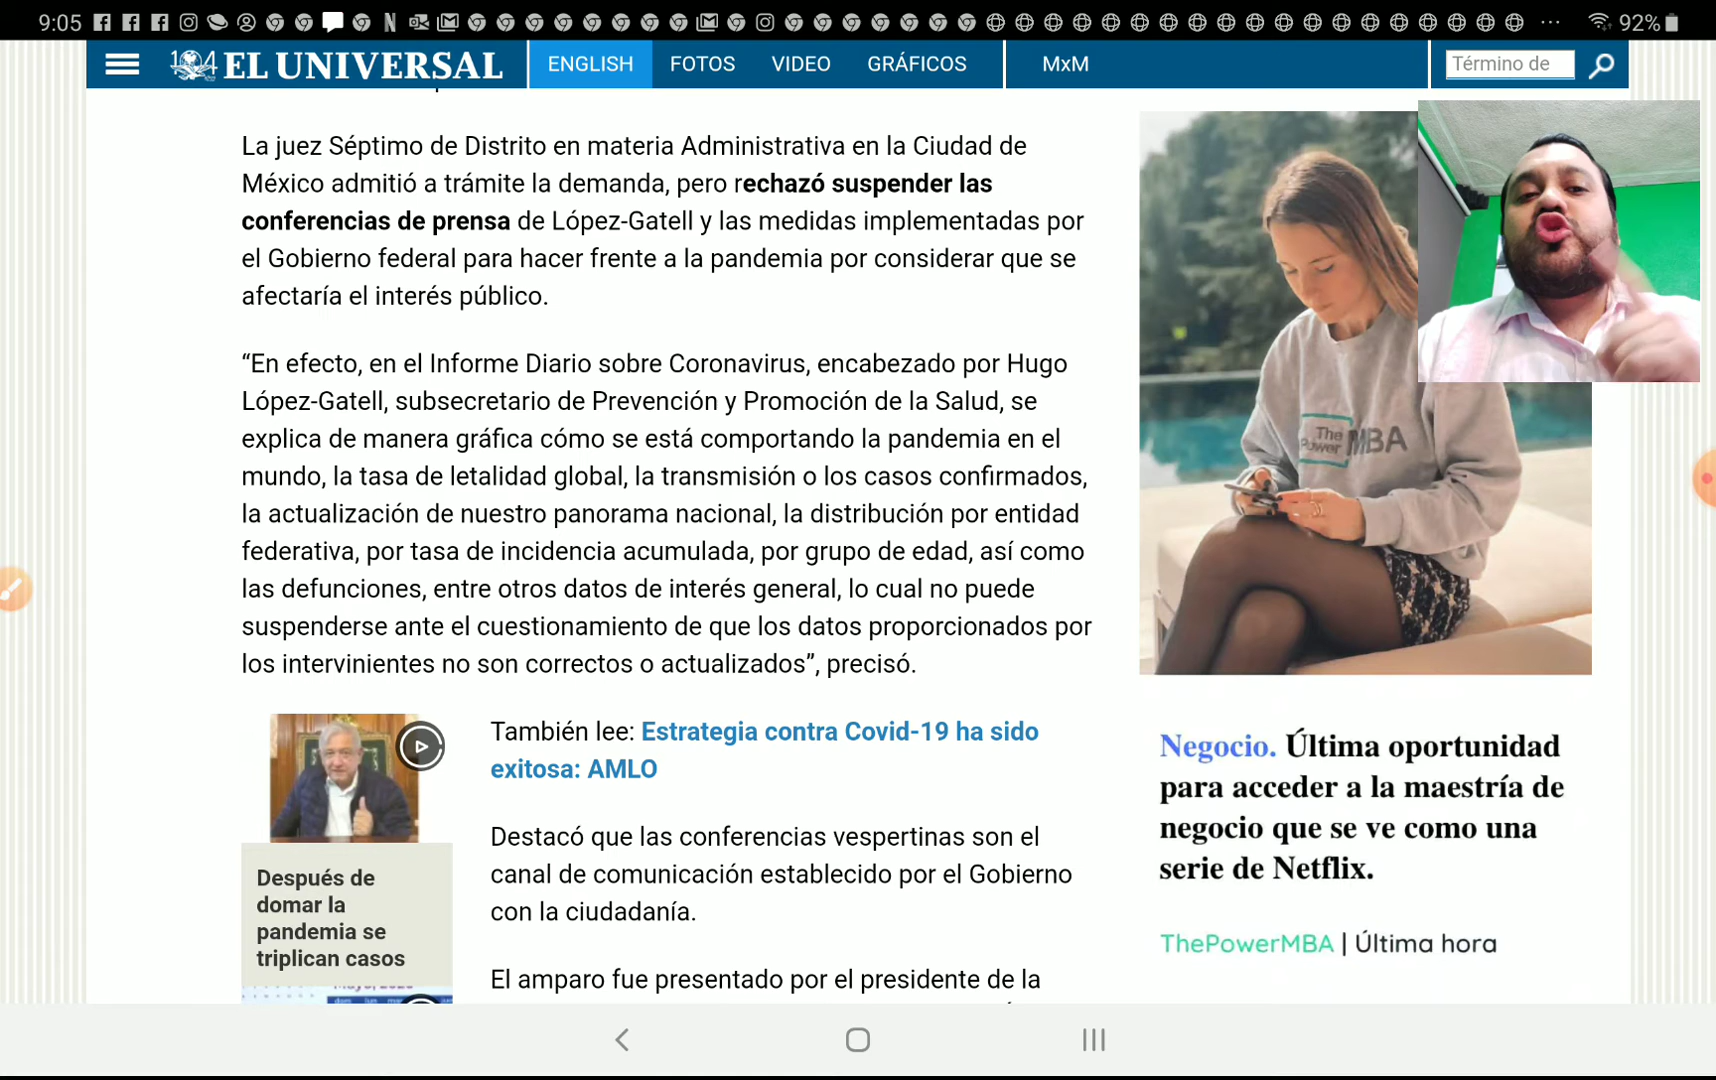 9:05
92%
104 EL UNIVERSAL
ENGLISH
FOTOS
VIDEO
GRÁFICOS
MxM
Término de
La juez Séptimo de Distrito en materia Administrativa en la Ciudad de
México admitió a trámite la demanda, pero rechazó suspender las
conferencias de prensa de López-Gatell y las medidas implementadas por
el Gobierno federal para hacer frente a la pandemia por considerar que se
afectaría el interés público.
“En efecto, en el Informe Diario sobre Coronavirus, encabezado por Hugo
López-Gatell, subsecretario de Prevención y Promoción de la Salud, se
explica de manera gráfica cómo se está comportando la pandemia en el
mundo, la tasa de letalidad global, la transmisión o los casos confirmados,
la actualización de nuestro panorama nacional, la distribución por entidad
federativa, por tasa de incidencia acumulada, por grupo de edad, así como
las defunciones, entre otros datos de interés general, lo cual no puede
suspenderse ante el cuestionamiento de que los datos proporcionados por
los intervinientes no son correctos o actualizados”, precisó.
También lee: Estrategia contra Covid-19 ha sido
exitosa: AMLO
Destacó que las conferencias vespertinas son el
canal de comunicación establecido por el Gobierno
con la ciudadanía.
El amparo fue presentado por el presidente de la
Después de
domar la
pandemia se
triplican casos
The
Power MBA
Negocio. Última oportunidad
para acceder a la maestría de
negocio que se ve como una
serie de Netflix.
ThePowerMBA | Última hora